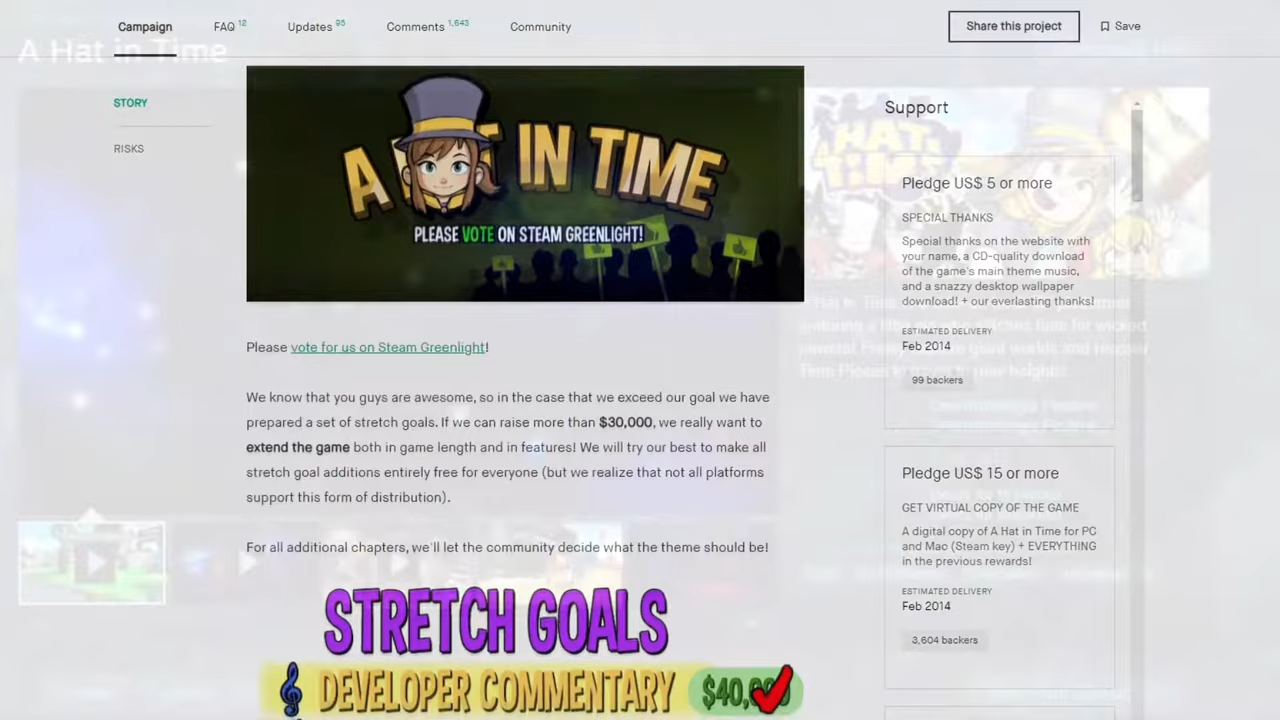 Campaign FAQ 12 Updates 95 Comments 1,643 Community Share this project Save
A Hat in Time
STORY
RISKS
A HAT IN TIME
PLEASE VOTE ON STEAM GREENLIGHT!
Please vote for us on Steam Greenlight!
We know that you guys are awesome, so in the case that we exceed our goal we have
prepared a set of stretch goals. If we can raise more than $30,000, we really want to
extend the game both in game length and in features! We will try our best to make all
stretch goal additions entirely free for everyone (but we realize that not all platforms
support this form of distribution).
For all additional chapters, we'll let the community decide what the theme should be!
STRETCH GOALS
DEVELOPER COMMENTARY
Support
Pledge US$ 5 or more
SPECIAL THANKS
Special thanks on the website with
your name, a CD-quality download
of the game's main theme music,
and a snazzy desktop wallpaper
download! + our everlasting thanks!
ESTIMATED DELIVERY
Feb 2014
99 backers
Pledge US$ 15 or more
GET VIRTUAL COPY OF THE GAME
A digital copy of A Hat in Time for PC
and Mac (Steam key) + EVERYTHING
in the previous rewards!
ESTIMATED DELIVERY
Feb 2014
3,604 backers